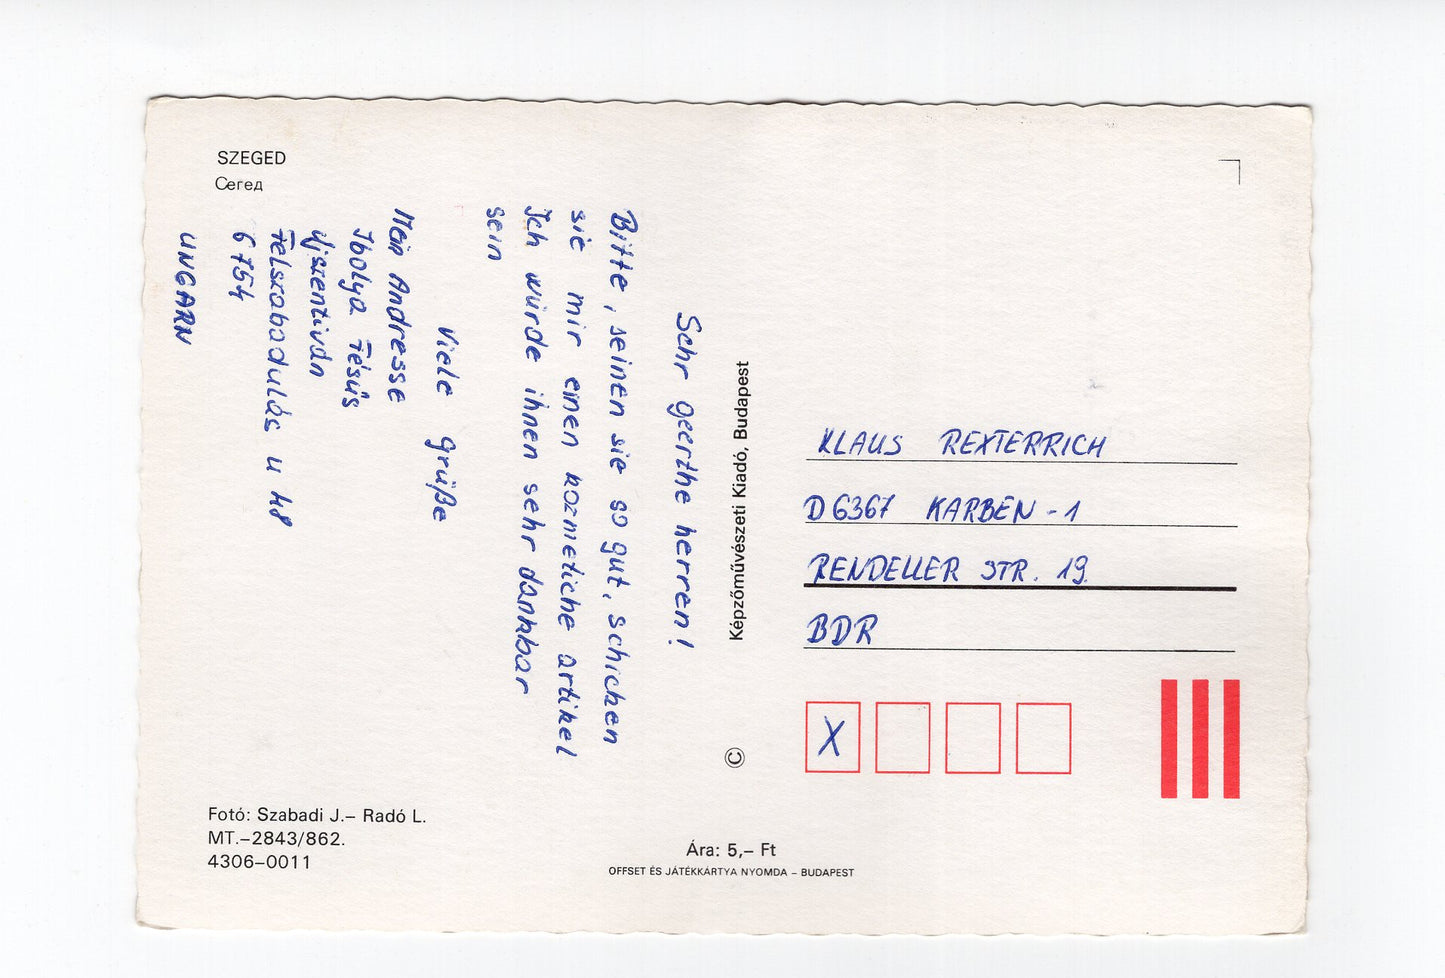 SZEGED
Сегед
Sehr geerthe herren!
Bitte, seinen sie so gut, schicken
sie mir einen kozmetiche artikel
Ich würde ihnen sehr dankbar
sein
Viele grüße
Mein Andresse
Ibolya Tésüs
Újszentiván
Felszabadulás u 48
6754
UNGARN
Képzőművészeti Kiadó, Budapest
©
KLAUS REXTERRICH
D6367 KARBEN-1
RENDELLER STR. 19.
BDR
X
Fotó: Szabadi J.– Radó L.
MT.–2843/862.
4306–0011
Ára: 5,– Ft
OFFSET ÉS JÁTÉKKÁRTYA NYOMDA – BUDAPEST